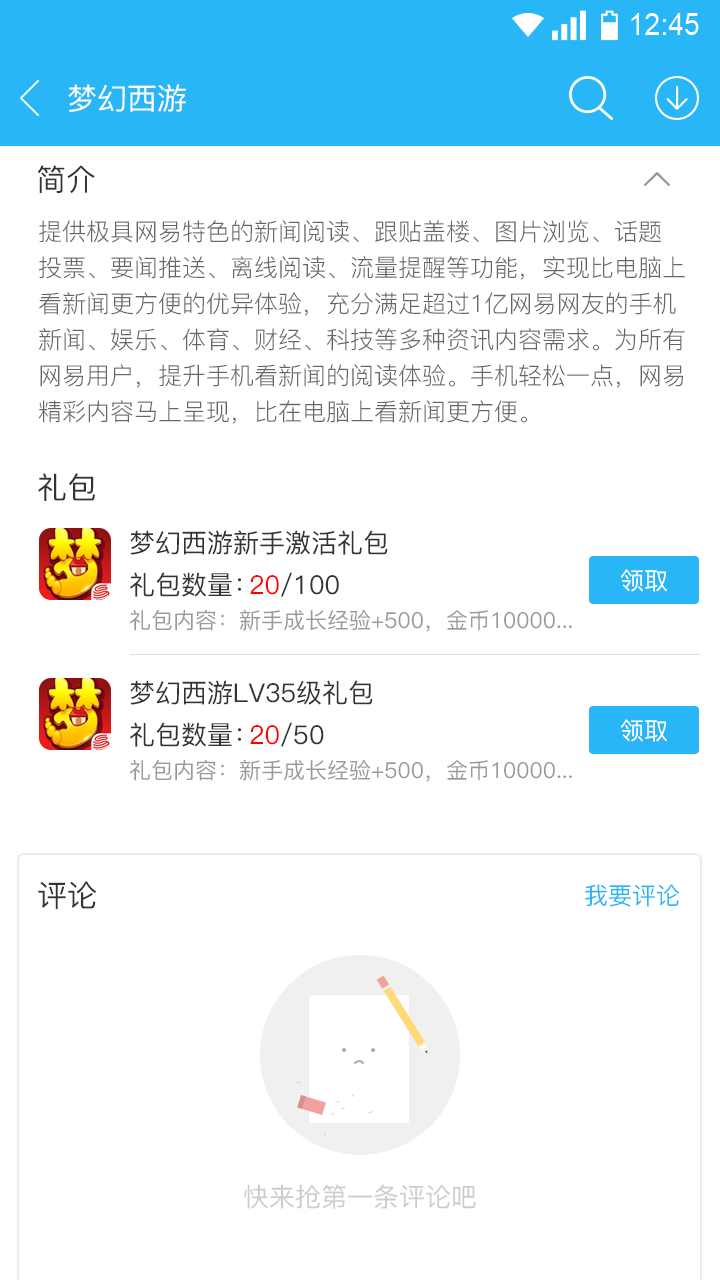 12:45
梦幻西游
简介
提供极具网易特色的新闻阅读、跟贴盖楼、图片浏览、话题
投票、要闻推送、离线阅读、流量提醒等功能，实现比电脑上
看新闻更方便的优异体验，充分满足超过1亿网易网友的手机
新闻、娱乐、体育、财经、科技等多种资讯内容需求。为所有
网易用户，提升手机看新闻的阅读体验。手机轻松一点，网易
精彩内容马上呈现，比在电脑上看新闻更方便。
礼包
梦幻西游新手激活礼包
礼包数量：20/100
礼包内容：新手成长经验+500，金币10000...
领取
梦幻西游LV35级礼包
礼包数量：20/50
礼包内容：新手成长经验+500，金币10000...
领取
评论
我要评论
快来抢第一条评论吧